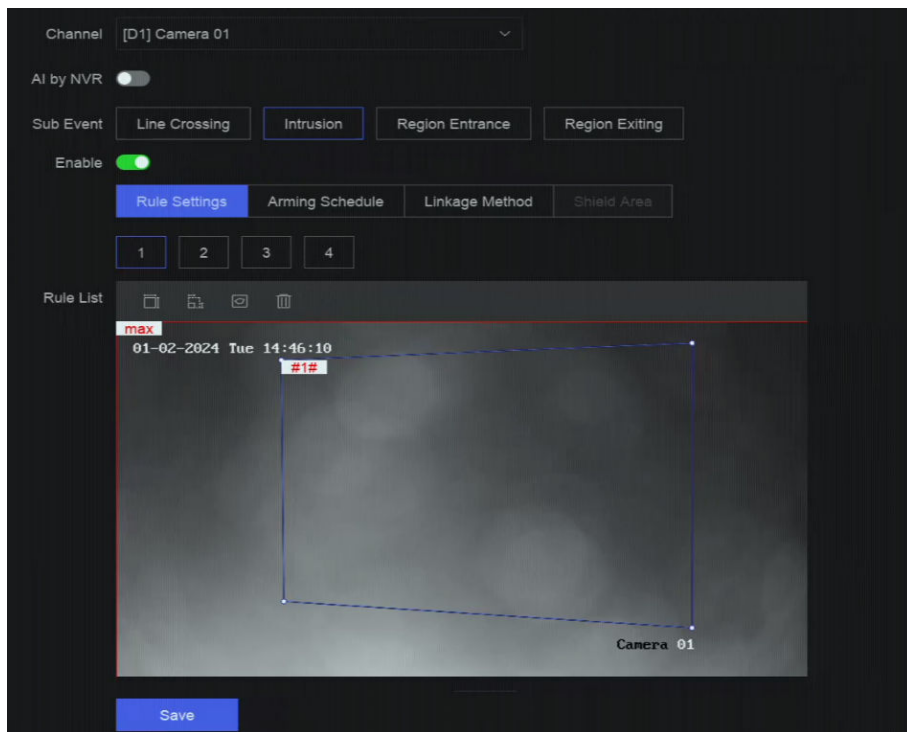 Channel [D1] Camera 01
AI by NVR
Sub Event Line Crossing Intrusion Region Entrance Region Exiting
Enable
Rule Settings Arming Schedule Linkage Method Shield Area
1 2 3 4
Rule List
max
01-02-2024 Tue 14:46:10
#1#
Camera 01
Save